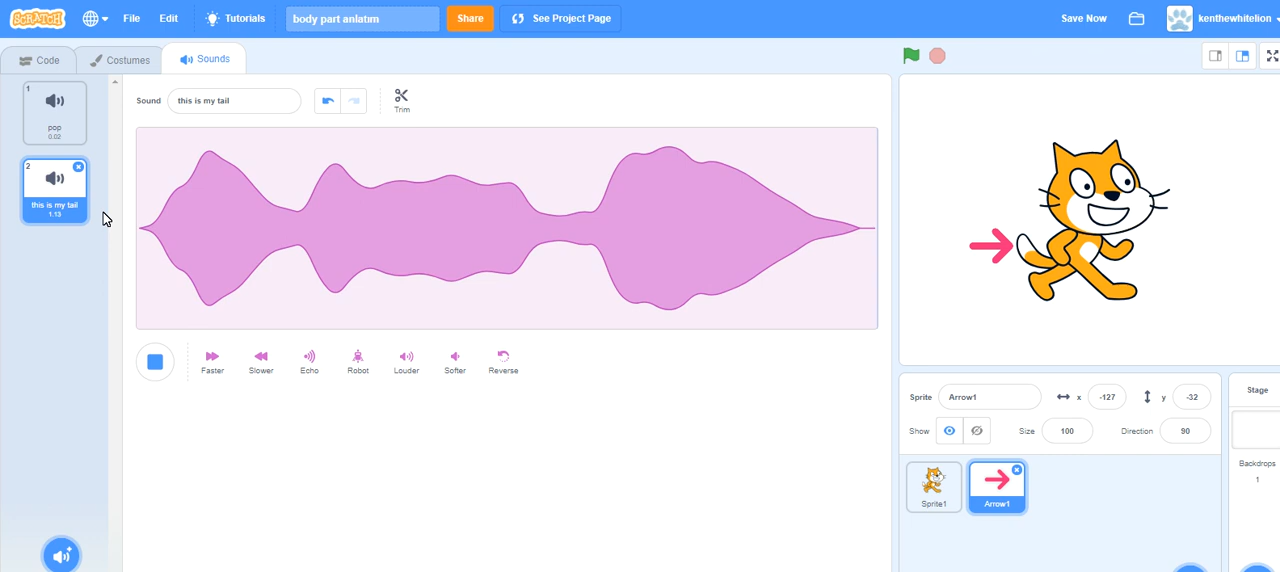 SCRATCH
File Edit Tutorials body part anlatım Share See Project Page Save Now kenthewhitelion
Code Costumes Sounds
1
pop
0.02
2
this is my tail
1.13
Sound this is my tail
Trim
Faster Slower Echo Robot Louder Softer Reverse
Sprite Arrow1 x -127 y -32
Show Size 100 Direction 90
Sprite1 Arrow1
Stage
Backdrops
1